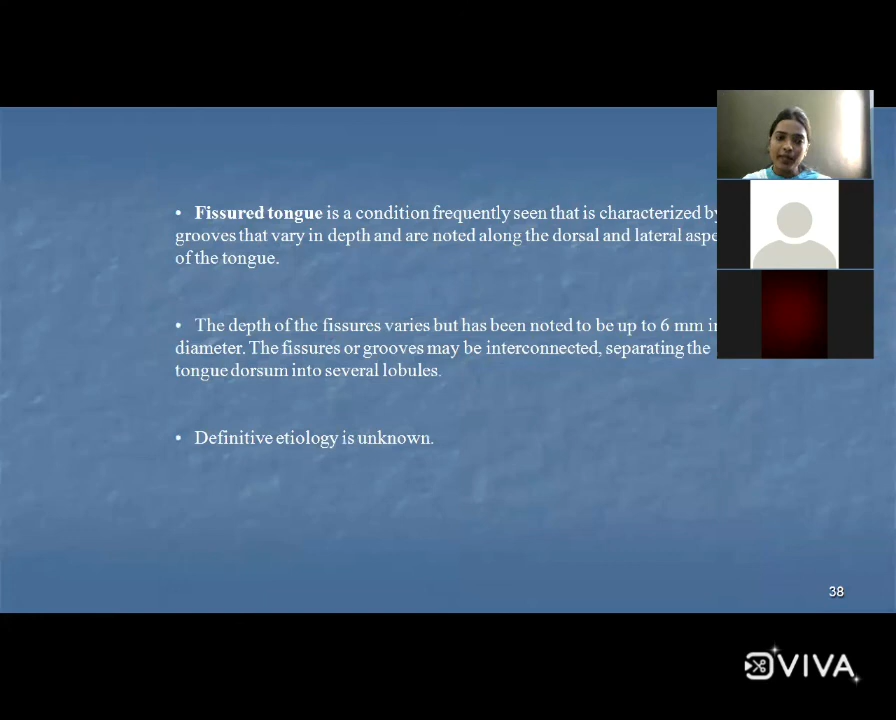 • Fissured tongue is a condition frequently seen that is characterized by
grooves that vary in depth and are noted along the dorsal and lateral
of the tongue.
• The depth of the fissures varies but has been noted to be up to 6 mm
diameter. The fissures or grooves may be interconnected, separating the
tongue dorsum into several lobules.
• Definitive etiology is unknown.
38
VIVA